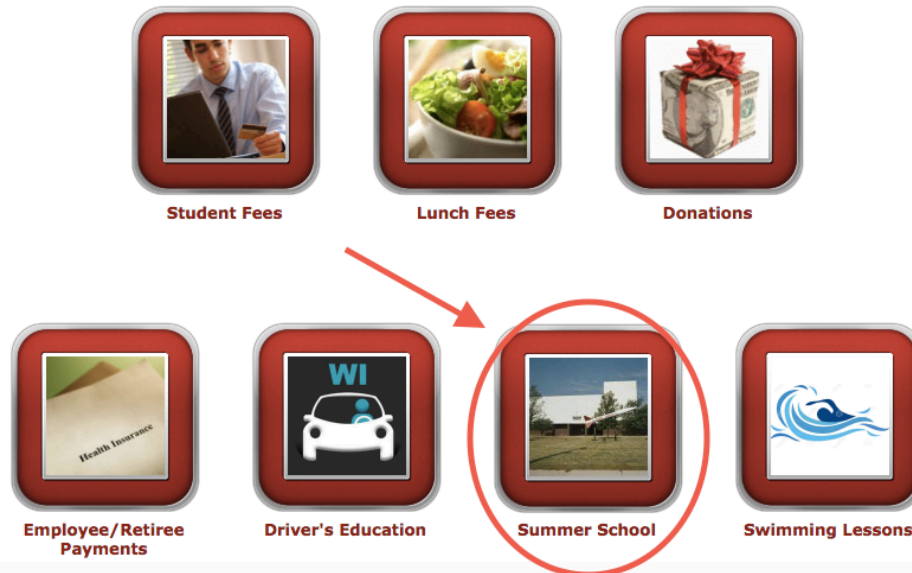 Student Fees
Lunch Fees
Donations
Health Insurance
WI
Employee/Retiree
Payments
Driver's Education
Summer School
Swimming Lessons